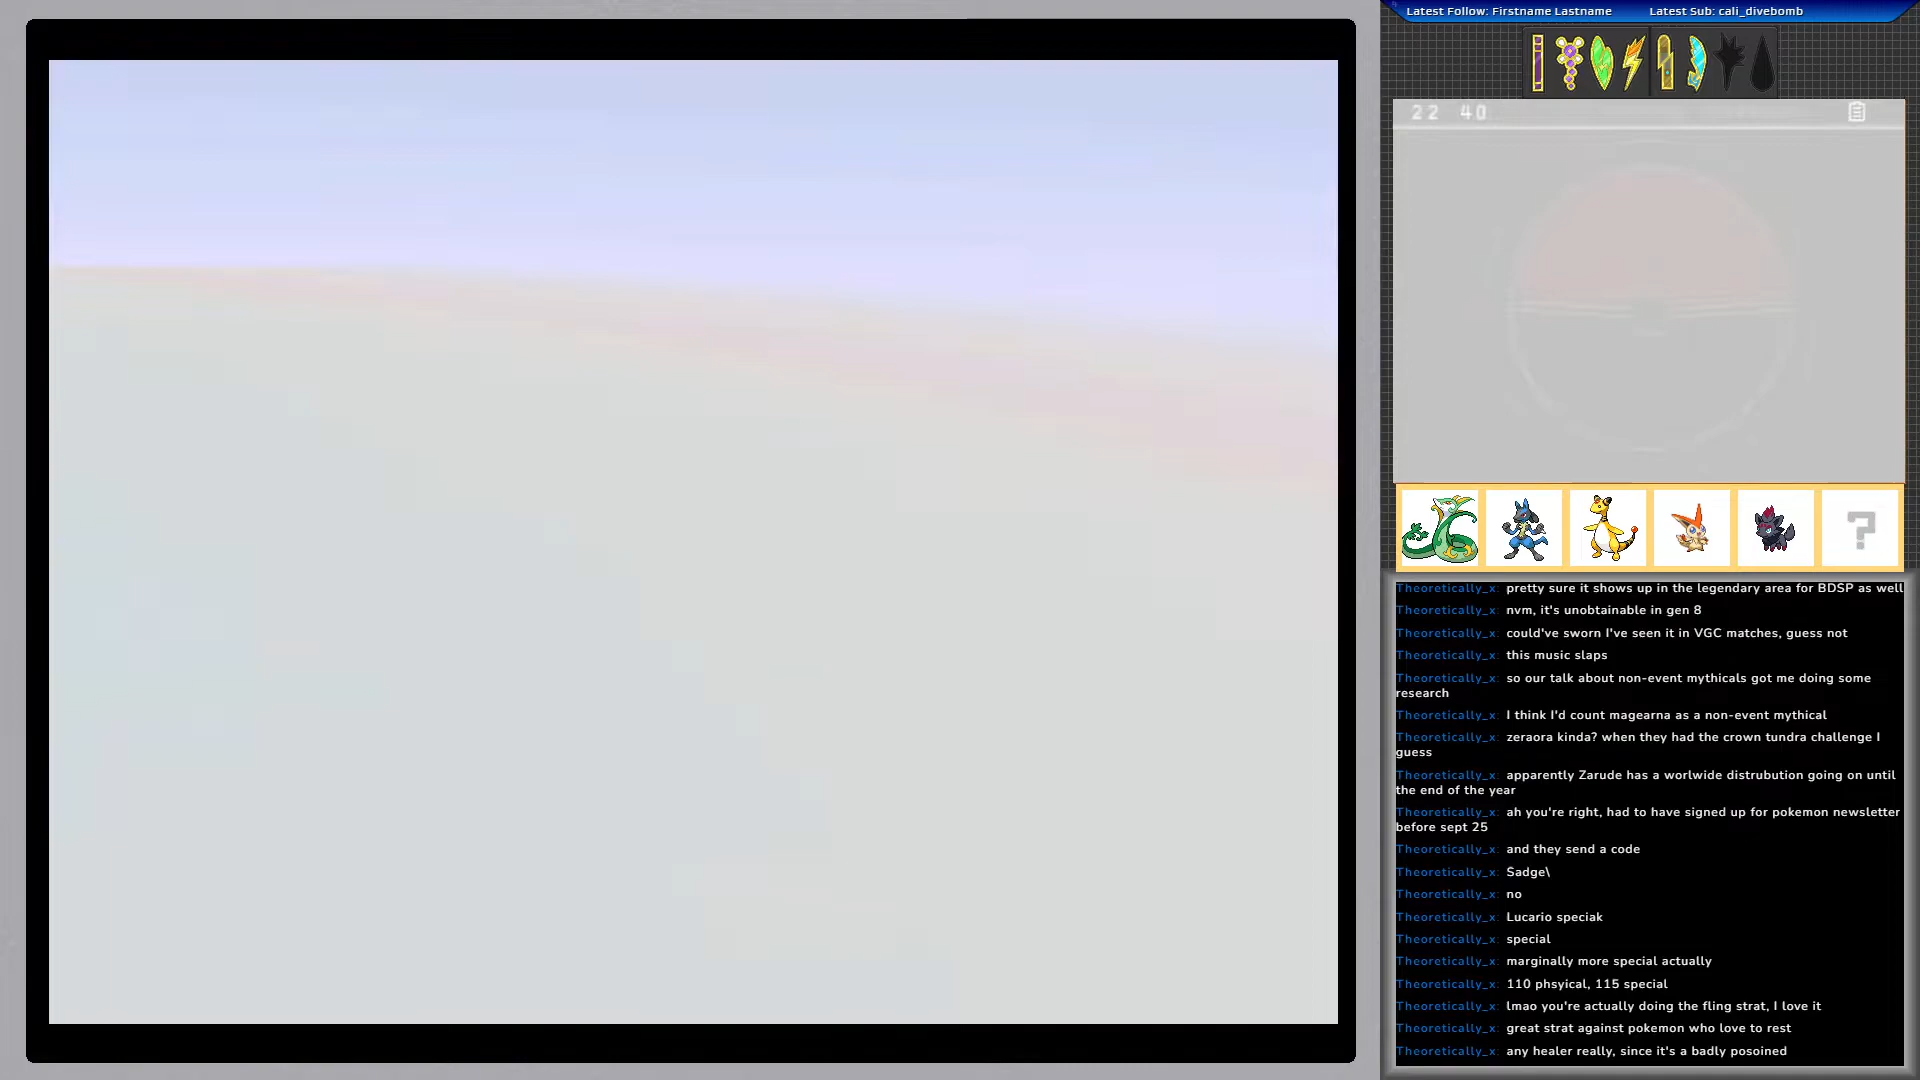 Latest Follow: Firstname Lastname Latest Sub: cali_divebomb
22 40
Theoretically_x: pretty sure it shows up in the legendary area for BDSP as well
Theoretically_x: nvm, it's unobtainable in gen 8
Theoretically_x: could've sworn I've seen it in VGC matches, guess not
Theoretically_x: this music slaps
Theoretically_x: so our talk about non-event mythicals got me doing some
research
Theoretically_x: I think I'd count magearna as a non-event mythical
Theoretically_x: zeraora kinda? when they had the crown tundra challenge I
guess
Theoretically_x: apparently Zarude has a worlwide distrubution going on until
the end of the year
Theoretically_x: ah you're right, had to have signed up for pokemon newsletter
before sept 25
Theoretically_x: and they send a code
Theoretically_x: Sadge\
Theoretically_x: no
Theoretically_x: Lucario speciak
Theoretically_x: special
Theoretically_x: marginally more special actually
Theoretically_x: 110 phsyical, 115 special
Theoretically_x: lmao you're actually doing the fling strat, I love it
Theoretically_x: great strat against pokemon who love to rest
Theoretically_x: any healer really, since it's a badly posoined